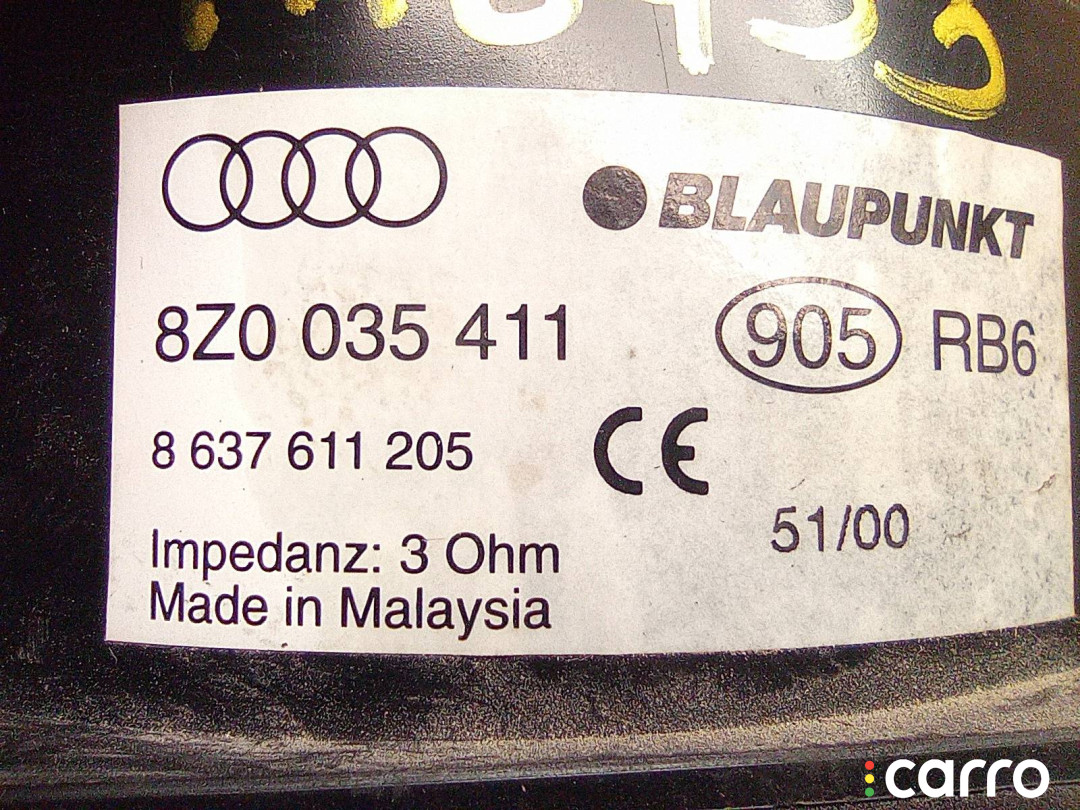 BLAUPUNKT
8Z0 035 411
905 RB6
8 637 611 205
CE
51/00
Impedanz: 3 Ohm
Made in Malaysia
carro